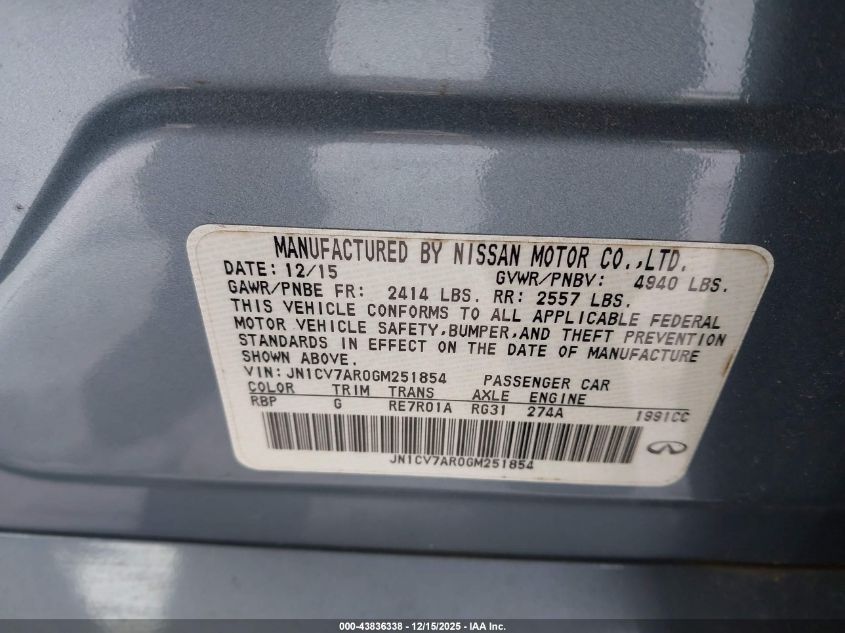 MANUFACTURED BY NISSAN MOTOR CO.,LTD.
DATE: 12/15 GVWR/PNBV: 4940 LBS.
GAWR/PNBE FR: 2414 LBS. RR: 2557 LBS.
THIS VEHICLE CONFORMS TO ALL APPLICABLE FEDERAL
MOTOR VEHICLE SAFETY,BUMPER,AND THEFT PREVENTION
STANDARDS IN EFFECT ON THE DATE OF MANUFACTURE
SHOWN ABOVE.
VIN: JN1CV7AR0GM251854 PASSENGER CAR
COLOR TRIM TRANS AXLE ENGINE
RBP G RE7R01A RG31 274A 1991CC
JN1CV7AR0GM251854
000-43836338 - 12/15/2025 - IAA Inc.